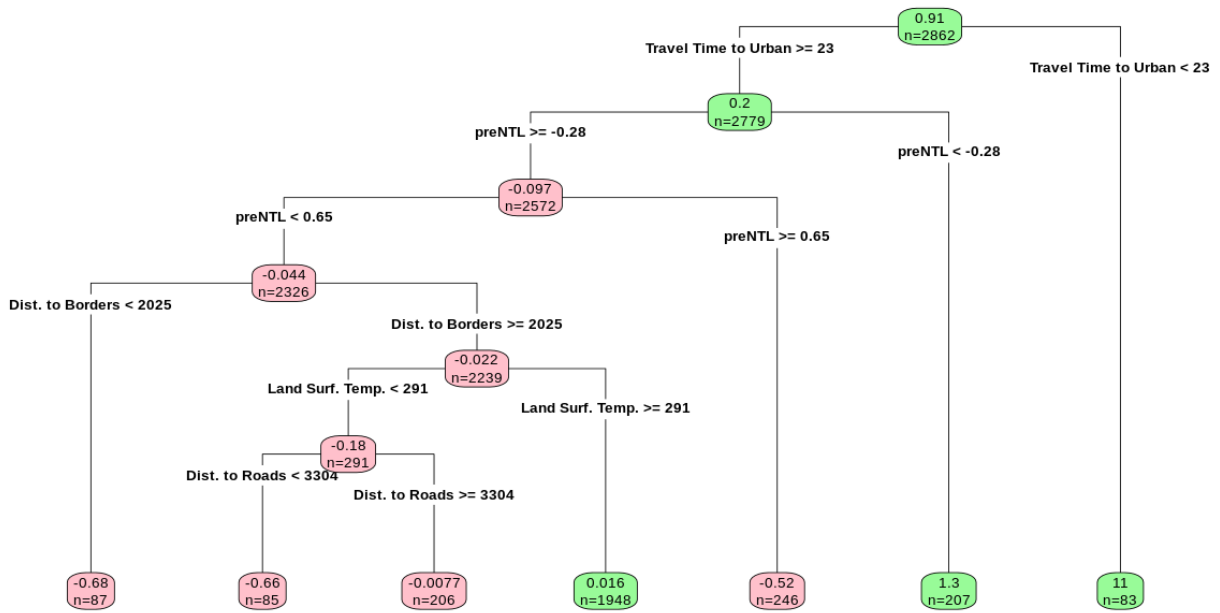 0.91
n=2862
Travel Time to Urban >= 23
Travel Time to Urban < 23
0.2
n=2779
preNTL >= -0.28
preNTL < -0.28
-0.097
n=2572
preNTL < 0.65
preNTL >= 0.65
-0.044
n=2326
Dist. to Borders < 2025
Dist. to Borders >= 2025
-0.022
n=2239
Land Surf. Temp. < 291
Land Surf. Temp. >= 291
-0.18
n=291
Dist. to Roads < 3304
Dist. to Roads >= 3304
-0.68
n=87
-0.66
n=85
-0.0077
n=206
0.016
n=1948
-0.52
n=246
1.3
n=207
11
n=83